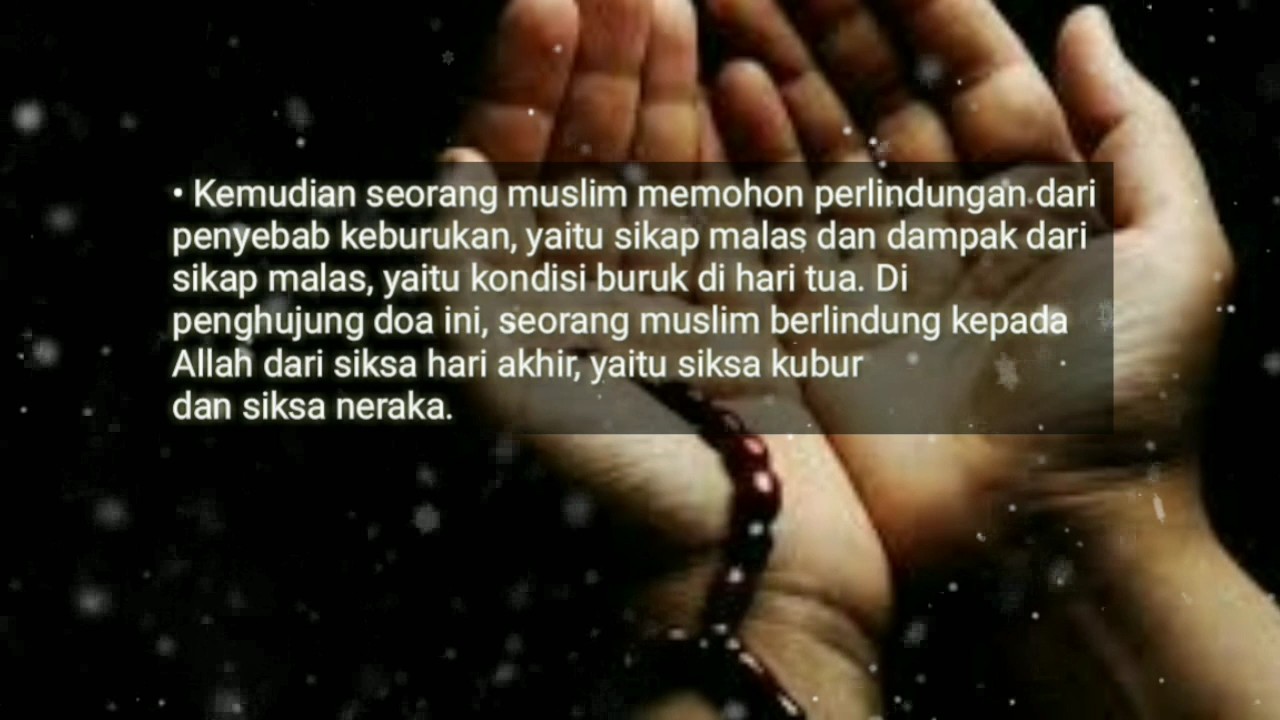 • Kemudian seorang muslim memohon perlindungan dari
penyebab keburukan, yaitu sikap malas dan dampak dari
sikap malas, yaitu kondisi buruk di hari tua. Di
penghujung doa ini, seorang muslim berlindung kepada
Allah dari siksa hari akhir, yaitu siksa kubur
dan siksa neraka.